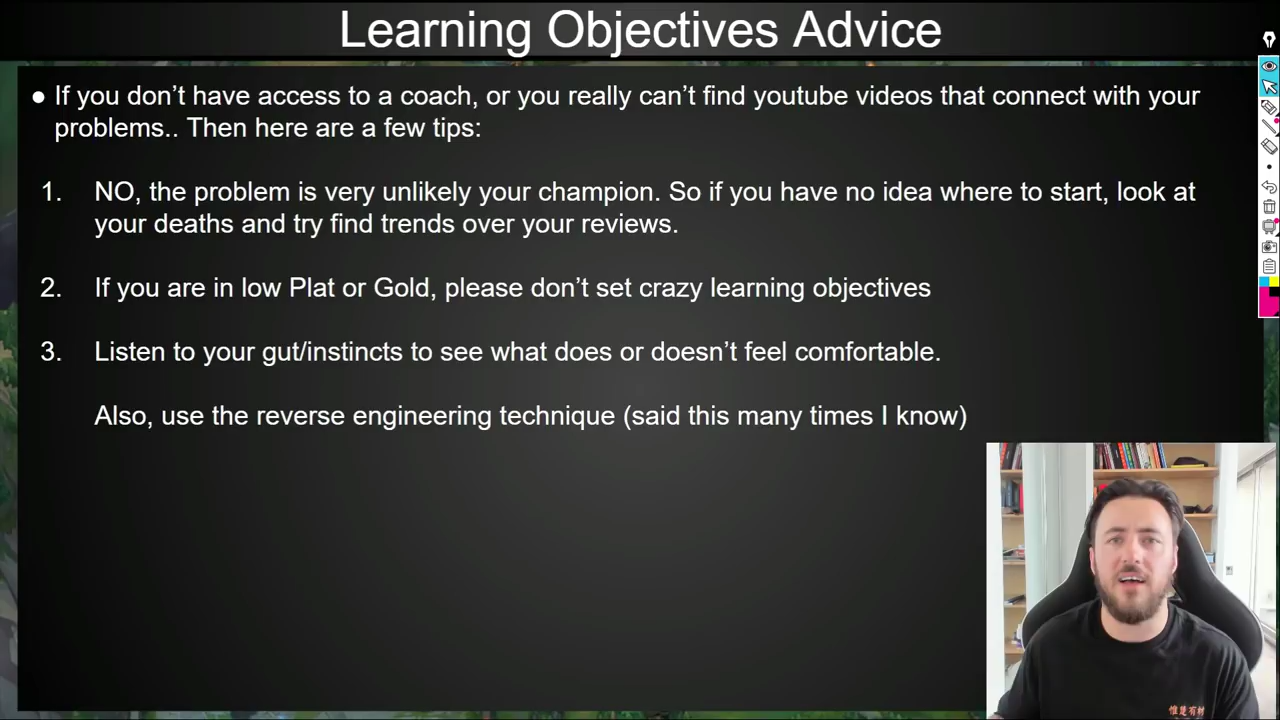 Learning Objectives Advice
● If you don't have access to a coach, or you really can't find youtube videos that connect with your
problems.. Then here are a few tips:
1. NO, the problem is very unlikely your champion. So if you have no idea where to start, look at
your deaths and try find trends over your reviews.
2. If you are in low Plat or Gold, please don't set crazy learning objectives
3. Listen to your gut/instincts to see what does or doesn't feel comfortable.
Also, use the reverse engineering technique (said this many times I know)
惟楚有材